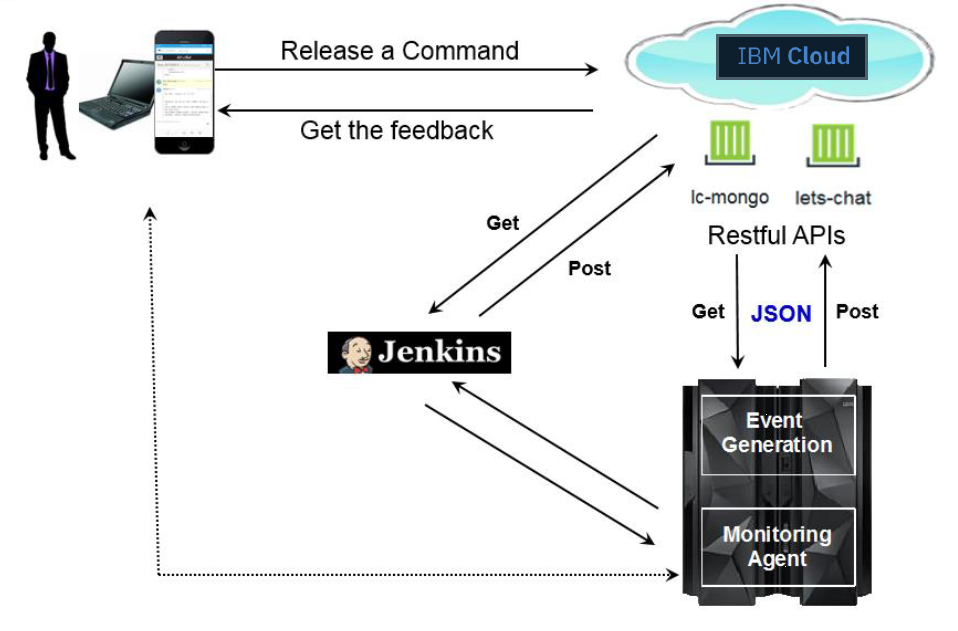 Release a Command
IBM Cloud
Get the feedback
lc-mongo
lets-chat
Restful APIs
Get
Post
Get
JSON
Post
Jenkins
Event
Generation
Monitoring
Agent